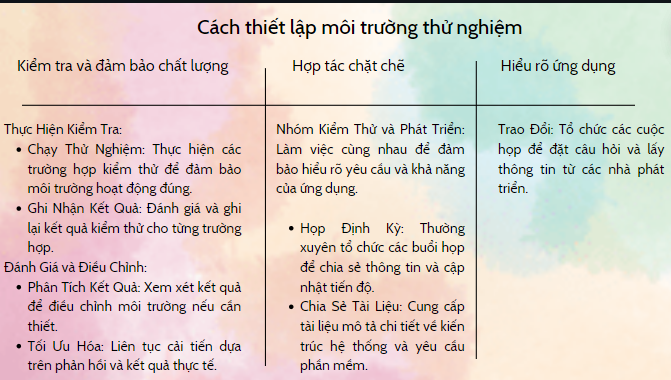 Cách thiết lập môi trường thử nghiệm
Kiểm tra và đảm bảo chất lượng
Thực Hiện Kiểm Tra:
• Chạy Thử Nghiệm: Thực hiện các
trường hợp kiểm thử để đảm bảo
môi trường hoạt động đúng.
• Ghi Nhận Kết Quả: Đánh giá và ghi
lại kết quả kiểm thử cho từng trường
hợp.
Đánh Giá và Điều Chỉnh:
• Phân Tích Kết Quả: Xem xét kết quả
để điều chỉnh môi trường nếu cần
thiết.
• Tối Ưu Hóa: Liên tục cải tiến dựa
trên phản hồi và kết quả thực tế.
Hợp tác chặt chẽ
Nhóm Kiểm Thử và Phát Triển:
Làm việc cùng nhau để đảm
bảo hiểu rõ yêu cầu và khả năng
của ứng dụng.
• Họp Định Kỳ: Thường
xuyên tổ chức các buổi họp
để chia sẻ thông tin và cập
nhật tiến độ.
• Chia Sẻ Tài Liệu: Cung cấp
tài liệu mô tả chi tiết về kiến
trúc hệ thống và yêu cầu
phần mềm.
Hiểu rõ ứng dụng
Trao Đổi: Tổ chức các cuộc
họp để đặt câu hỏi và lấy
thông tin từ các nhà phát
triển.